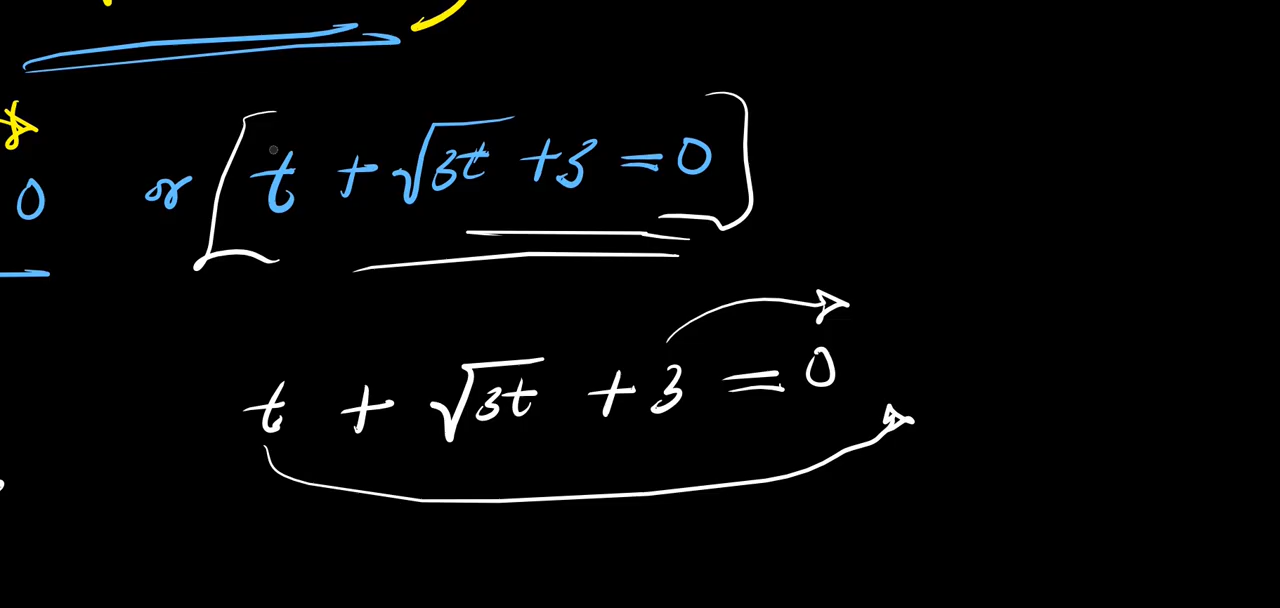 0 or [t + √3t + 3 = 0]
t + √3t + 3 = 0